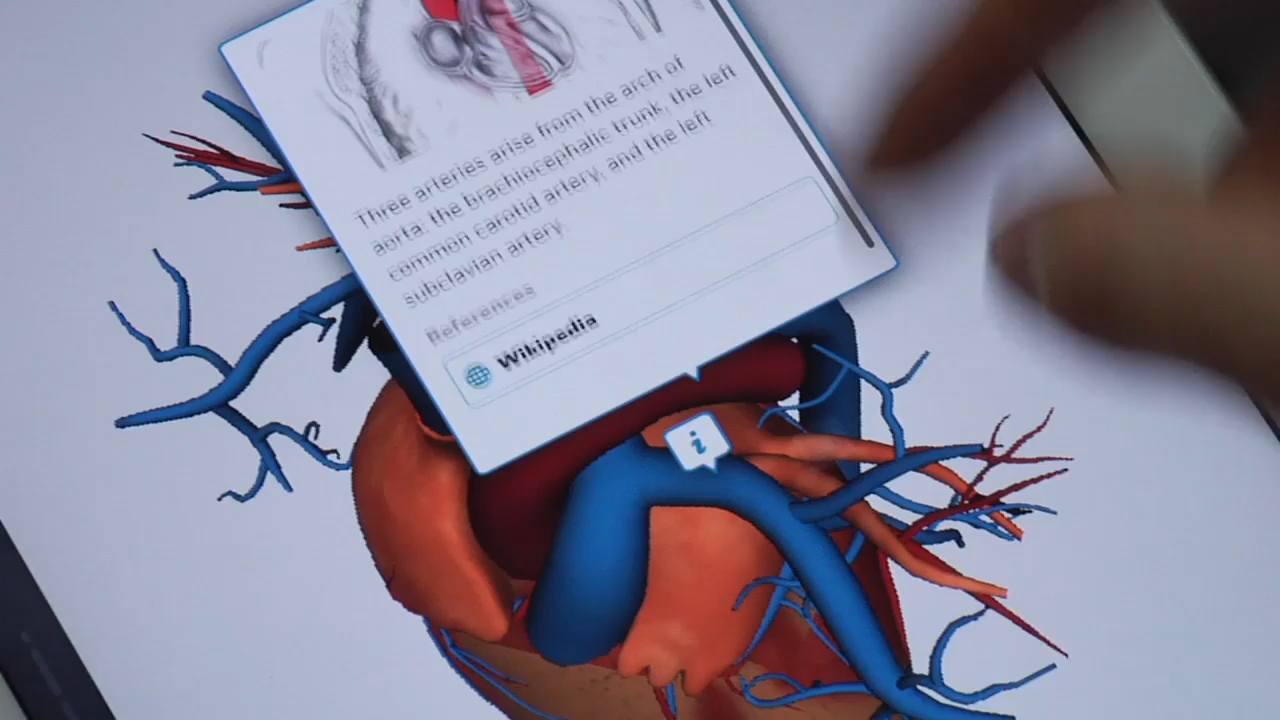 Three arteries arise from the arch of
aorta: the brachiocephalic trunk, the left
common carotid artery, and the left
subclavian artery.
References
Wikipedia
i